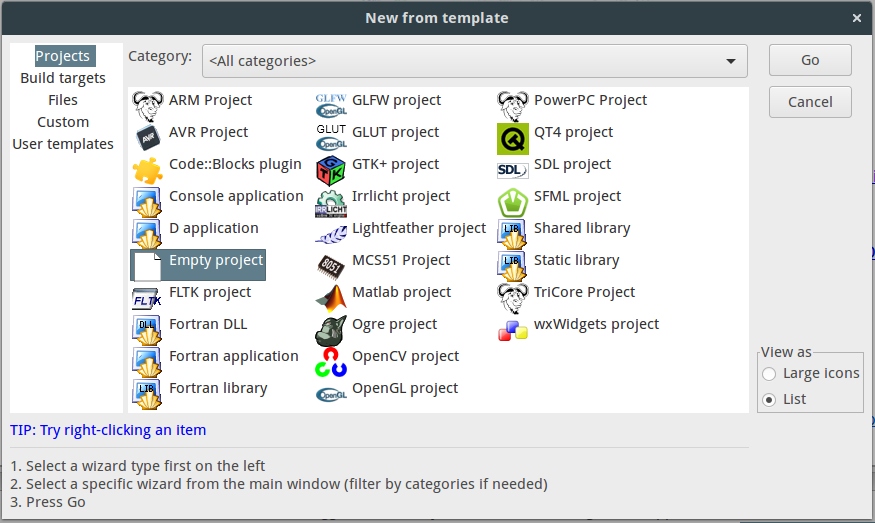 New from template
Projects
Build targets
Files
Custom
User templates
Category:
<All categories>
Go
Cancel
ARM Project
AVR Project
Code::Blocks plugin
Console application
D application
Empty project
FLTK project
Fortran DLL
Fortran application
Fortran library
GLFW project
GLUT project
GTK+ project
Irrlicht project
Lightfeather project
MCS51 Project
Matlab project
Ogre project
OpenCV project
OpenGL project
PowerPC Project
QT4 project
SDL project
SFML project
Shared library
Static library
TriCore Project
wxWidgets project
View as
Large icons
List
TIP: Try right-clicking an item
1. Select a wizard type first on the left
2. Select a specific wizard from the main window (filter by categories if needed)
3. Press Go